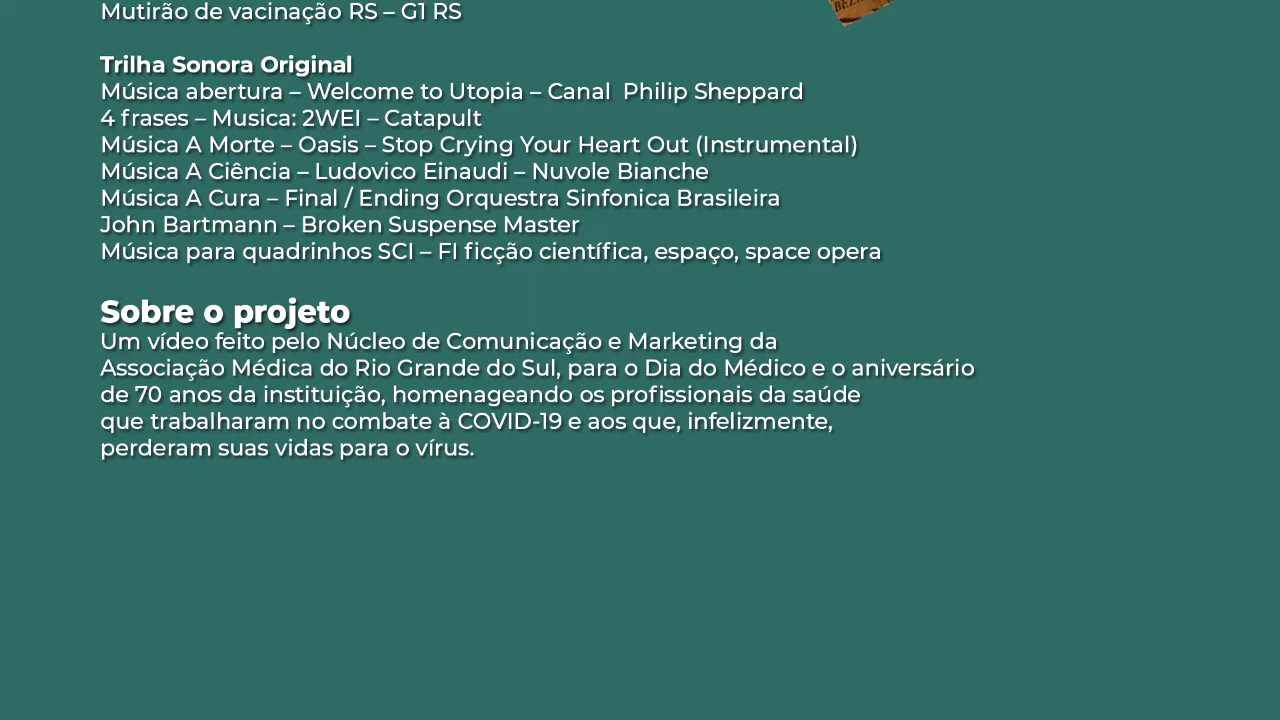 Mutirão de vacinação RS – G1 RS
Trilha Sonora Original
Música abertura – Welcome to Utopia – Canal  Philip Sheppard
4 frases – Musica: 2WEI – Catapult
Música A Morte – Oasis – Stop Crying Your Heart Out (Instrumental)
Música A Ciência – Ludovico Einaudi – Nuvole Bianche
Música A Cura – Final / Ending Orquestra Sinfonica Brasileira
John Bartmann – Broken Suspense Master
Música para quadrinhos SCI – FI ficção científica, espaço, space opera
Sobre o projeto
Um vídeo feito pelo Núcleo de Comunicação e Marketing da
Associação Médica do Rio Grande do Sul, para o Dia do Médico e o aniversário
de 70 anos da instituição, homenageando os profissionais da saúde
que trabalharam no combate à COVID-19 e aos que, infelizmente,
perderam suas vidas para o vírus.